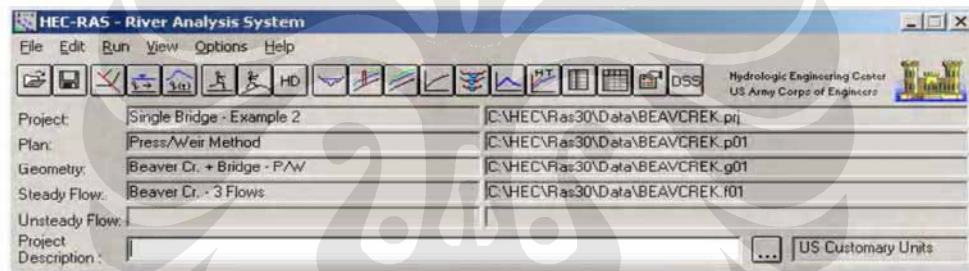 HEC-RAS - River Analysis System
File Edit Run View Options Help
HD HT DSS
Hydrologic Engineering Center
US Army Corps of Engineers
Project: Single Bridge - Example 2 C:\HEC\Ras30\Data\BEAVCREK.prj
Plan: Press/Weir Method C:\HEC\Ras30\Data\BEAVCREK.p01
Geometry: Beaver Cr. + Bridge - P/W C:\HEC\Ras30\Data\BEAVCREK.g01
Steady Flow: Beaver Cr. - 3 Flows C:\HEC\Ras30\Data\BEAVCREK.f01
Unsteady Flow:
Project
Description : ... US Customary Units